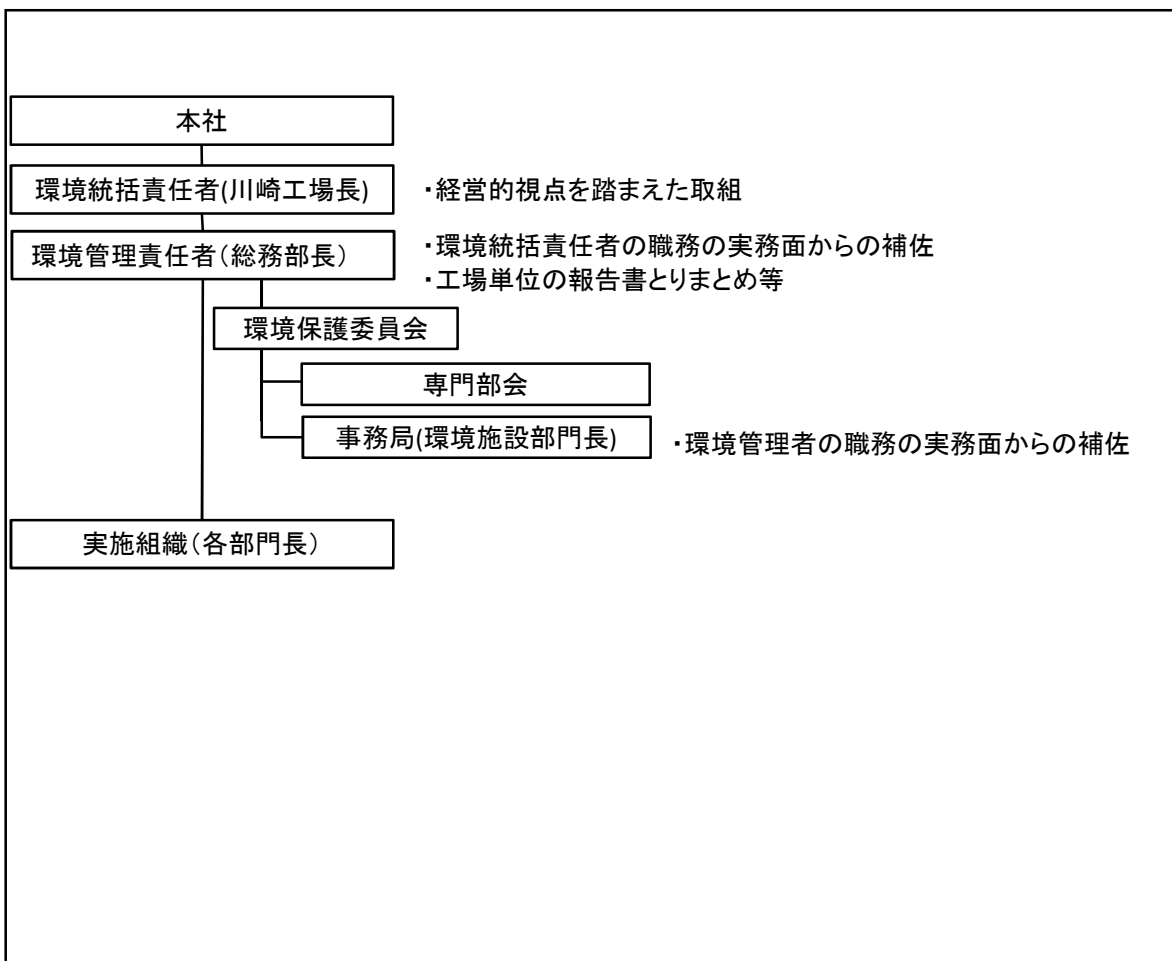 本社
環境統括責任者(川崎工場長)
・経営的視点を踏まえた取組
環境管理責任者（総務部長）
・環境統括責任者の職務の実務面からの補佐
・工場単位の報告書とりまとめ等
環境保護委員会
専門部会
事務局(環境施設部門長)
・環境管理者の職務の実務面からの補佐
実施組織（各部門長）